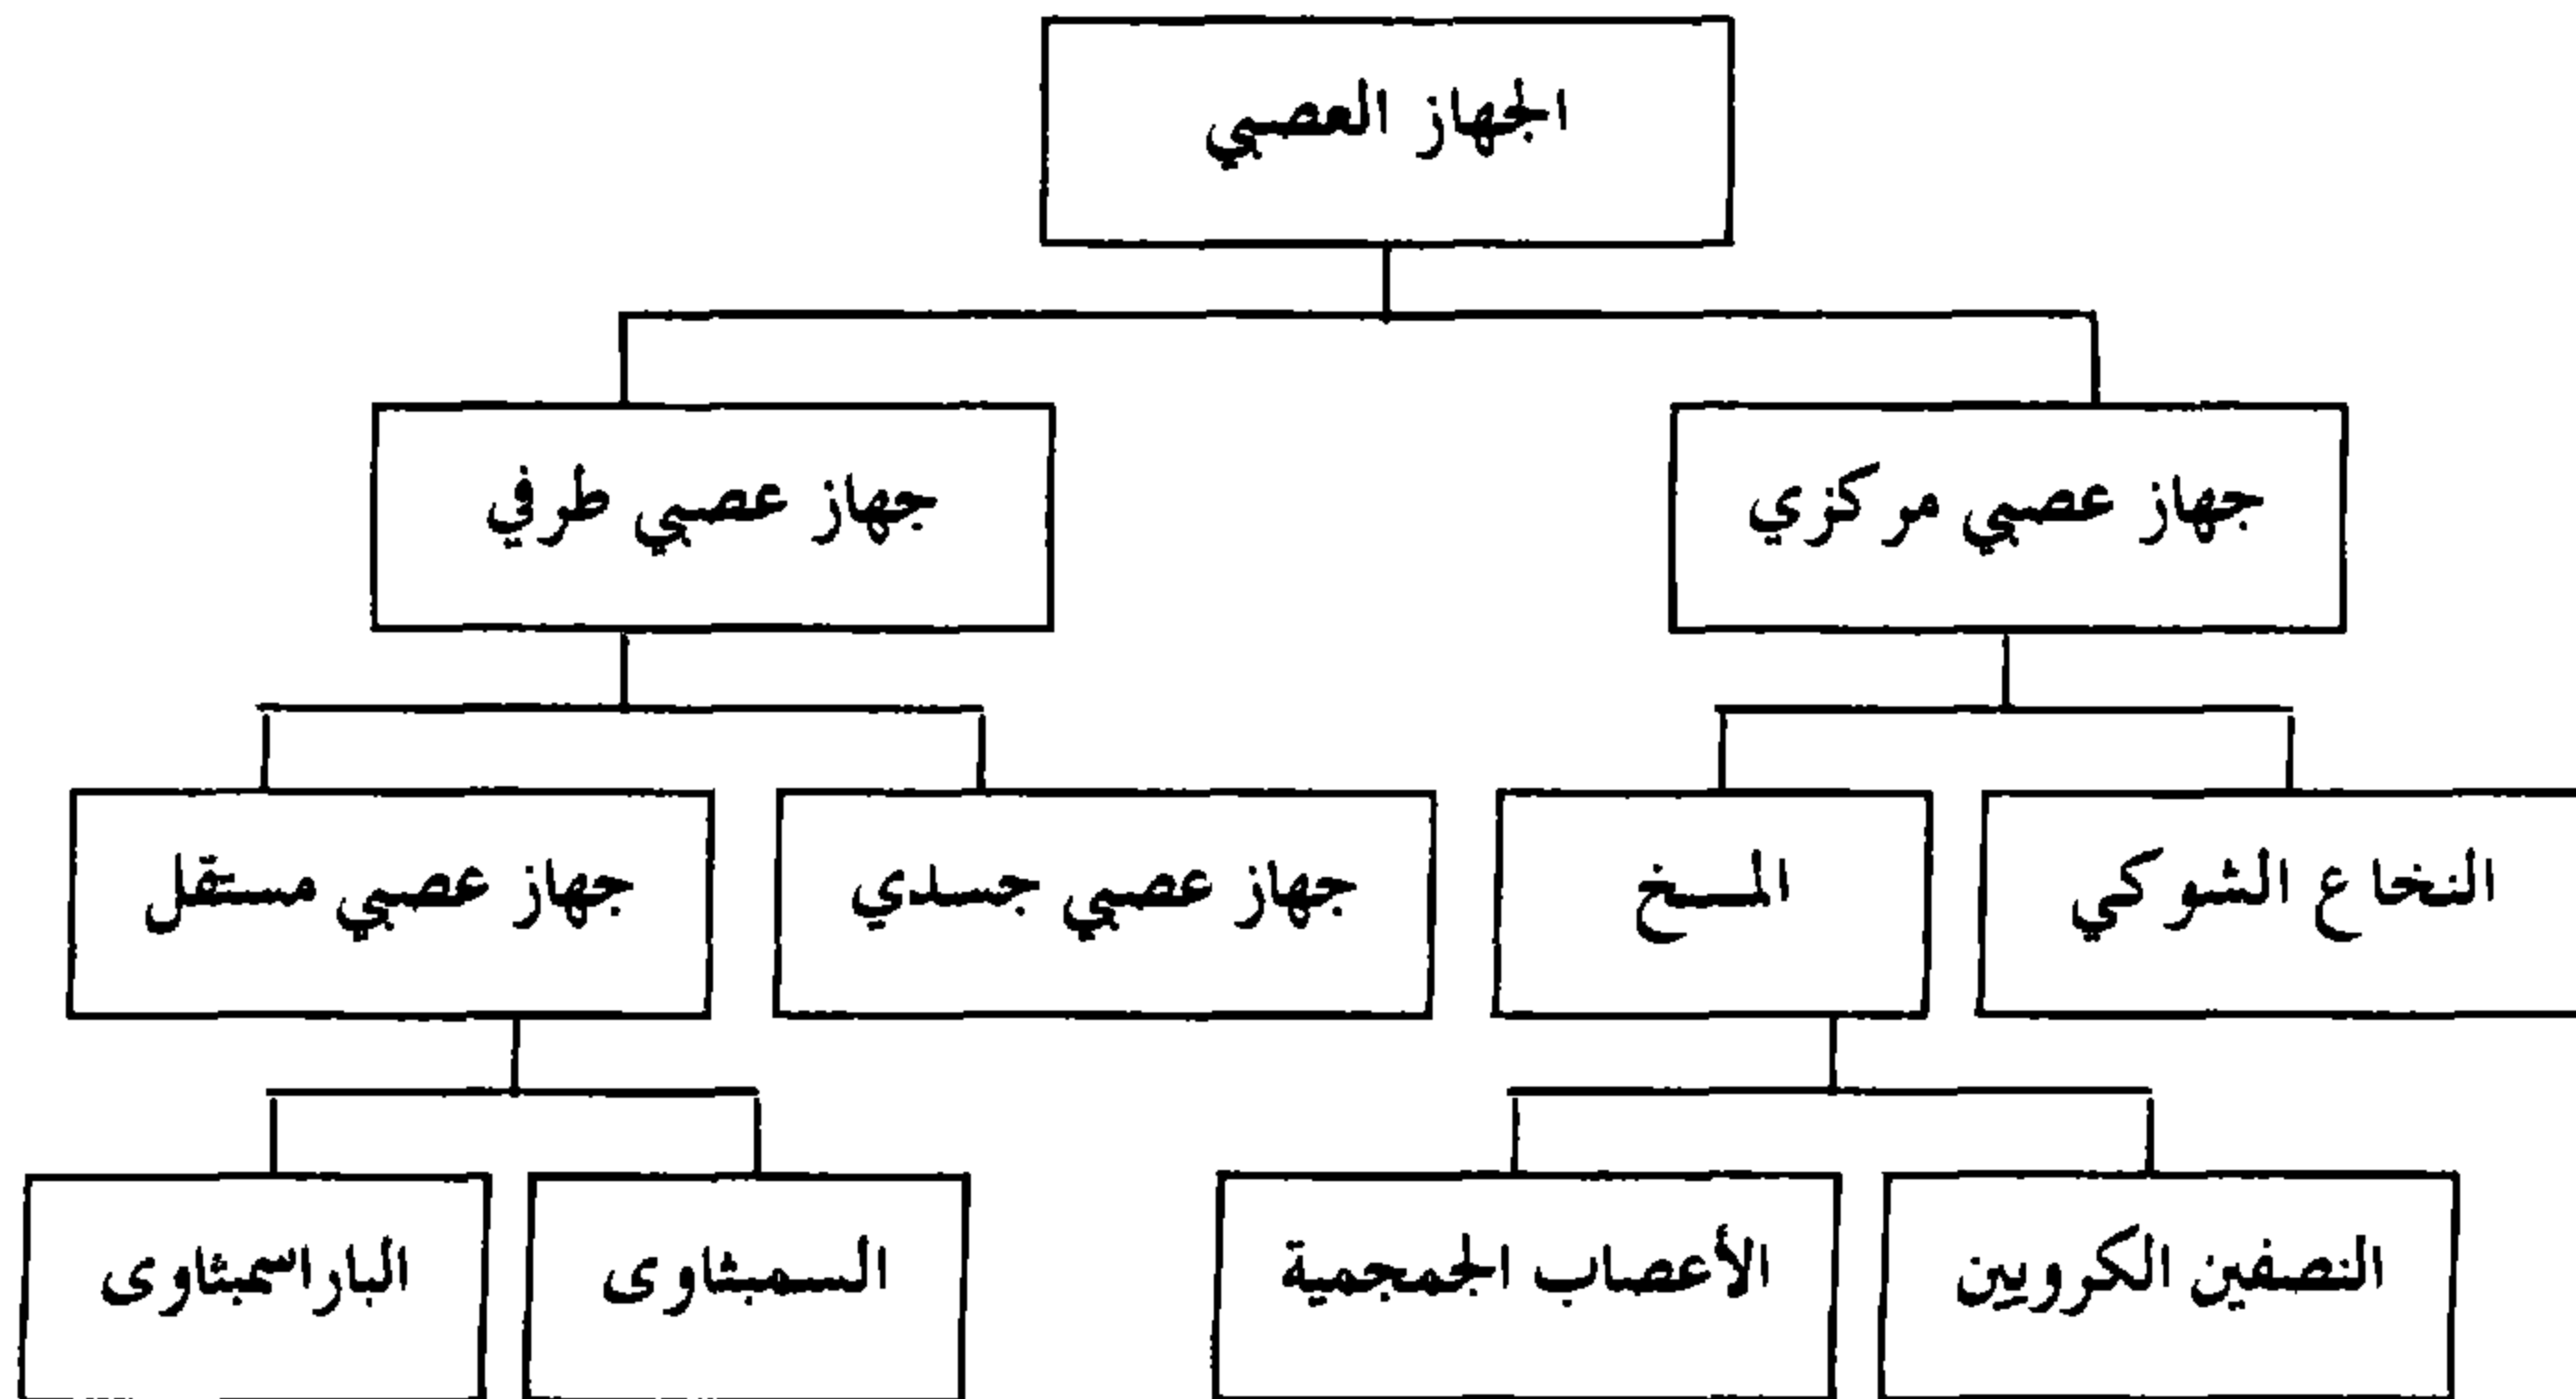 الجهاز العصبي
جهاز عصبي مركزي
جهاز عصبي طرفي
النخاع الشوكي
المـــخ
جهاز عصبي جسدي
جهاز عصبي مستقل
النصفين الكرويين
الأعصاب الجمجمية
السمبثاوى
الباراسمبثاوى